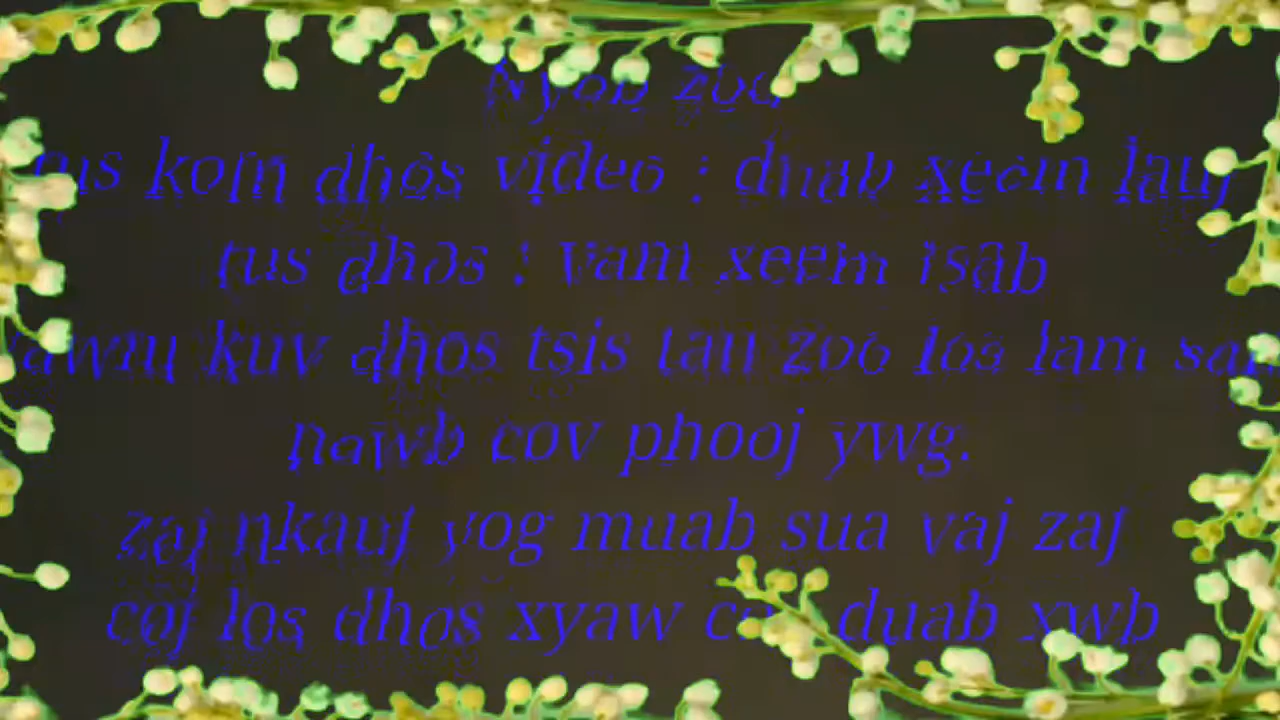 Nyob zoo
tus kom dhos video : duab xeem lauj
tus dhos : vam xeem tsab
kuv dhos tsis tau zoo los lam
nawb cov phooj ywg.
zaj nkauj yog muab sua vaj zaj
coj los dhos xyaw cov duab xwb